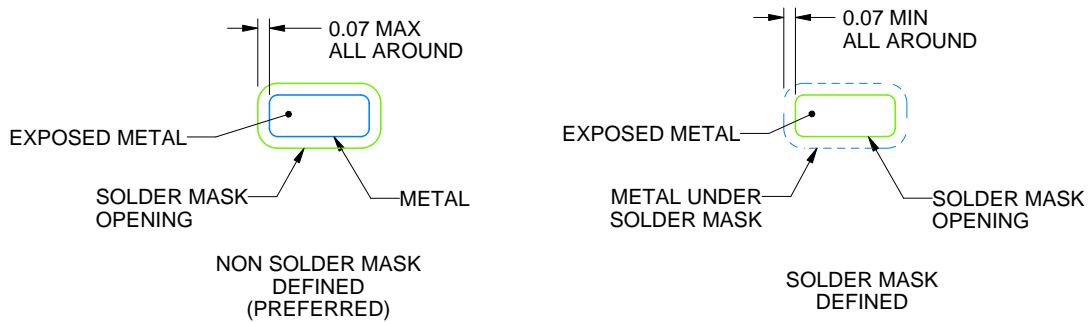 0.07 MAX
ALL AROUND
EXPOSED METAL
SOLDER MASK
OPENING
METAL
NON SOLDER MASK
DEFINED
(PREFERRED)
0.07 MIN
ALL AROUND
EXPOSED METAL
METAL UNDER
SOLDER MASK
SOLDER MASK
OPENING
SOLDER MASK
DEFINED